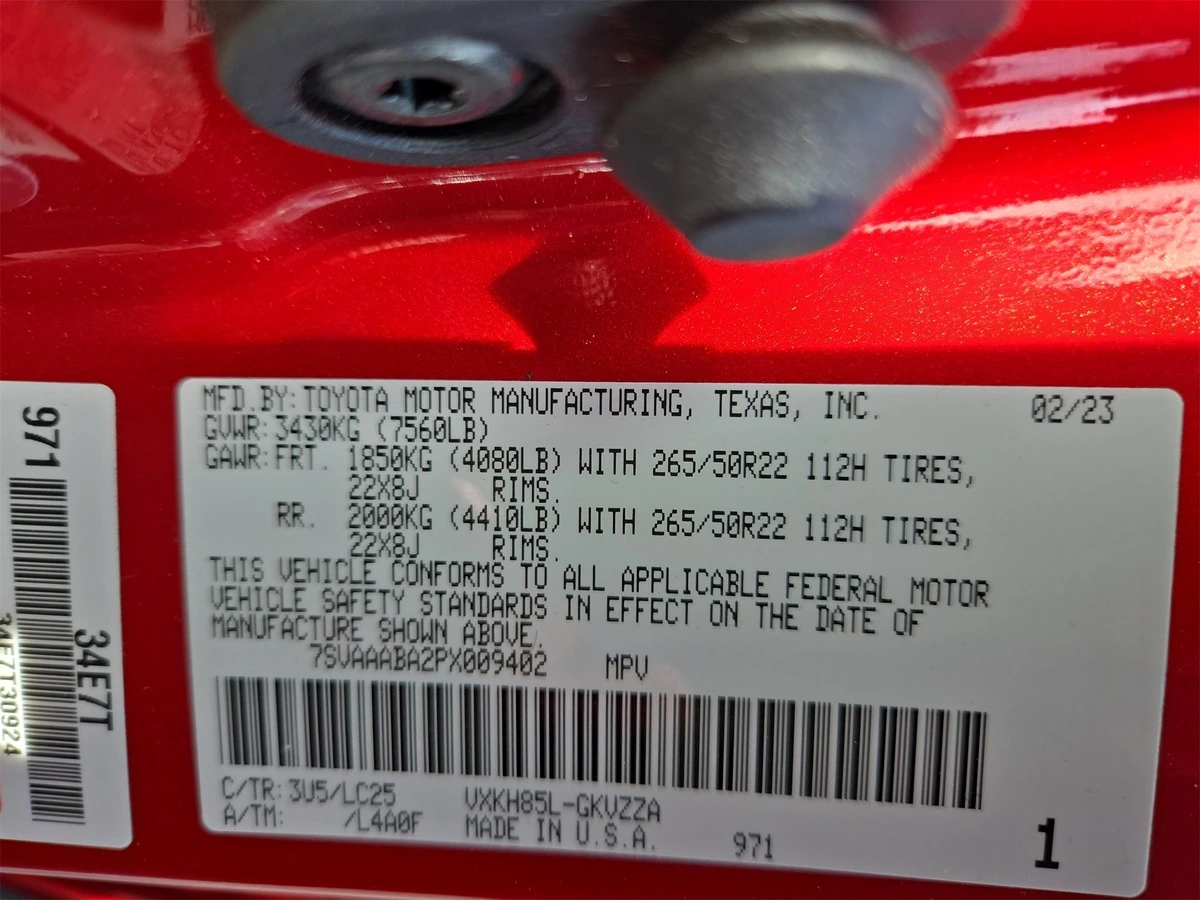 MFD.BY: TOYOTA MOTOR MANUFACTURING, TEXAS, INC. 02/23
GVWR: 3430KG (7560LB)
GAWR: FRT. 1850KG (4080LB) WITH 265/50R22 112H TIRES,
22X8J RIMS.
RR. 2000KG (4410LB) WITH 265/50R22 112H TIRES,
22X8J RIMS.
THIS VEHICLE CONFORMS TO ALL APPLICABLE FEDERAL MOTOR
VEHICLE SAFETY STANDARDS IN EFFECT ON THE DATE OF
MANUFACTURE SHOWN ABOVE.
7SVAAABA2PX009402 MPV
C/TR: 3U5/LC25 VXKH85L-GKVZZA
A/TM: /L4A0F MADE IN U.S.A. 971
1
971
34E7T
34E7130924